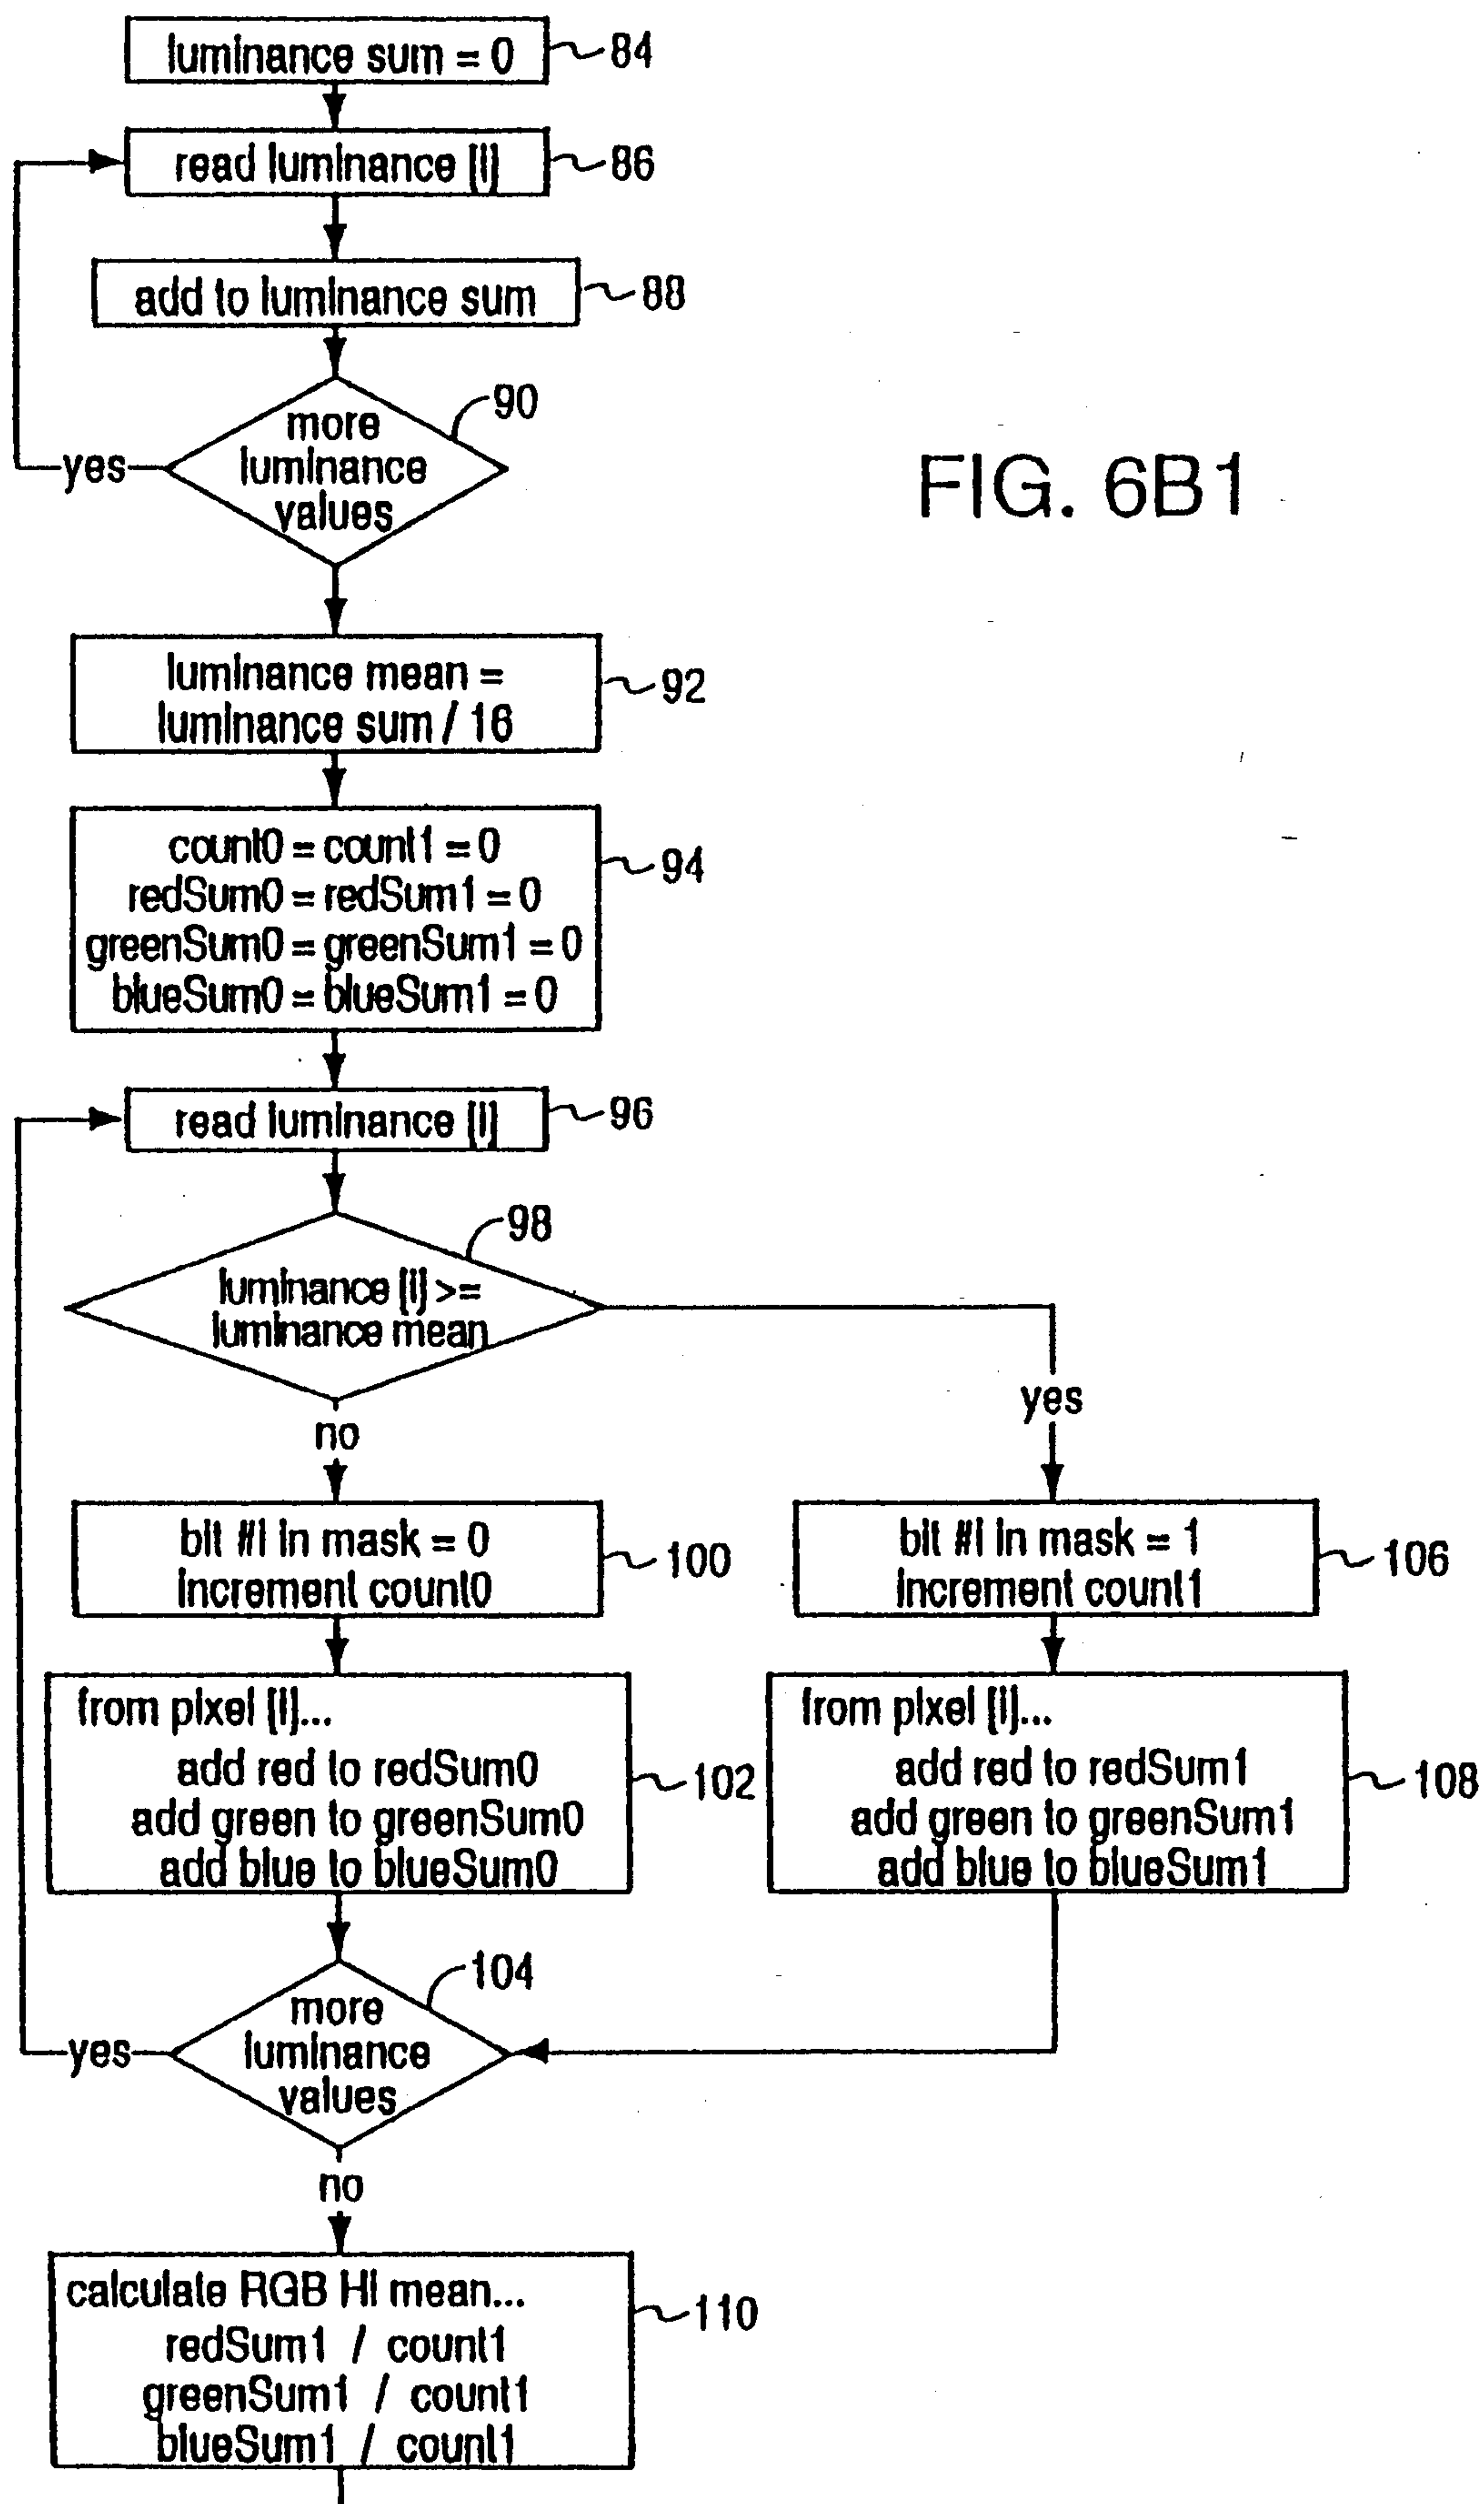 luminance sum = 0
84
read luminance [i]
86
add to luminance sum
88
90
more
luminance
values
yes
FIG. 6B1
luminance mean =
luminance sum / 16
92
count0 = count1 = 0
redSum0 = redSum1 = 0
greenSum0 = greenSum1 = 0
blueSum0 = blueSum1 = 0
94
read luminance [i]
96
98
luminance [i] >=
luminance mean
no
yes
bit #i in mask = 0
increment count0
100
bit #i in mask = 1
increment count1
106
from pixel [i]...
add red to redSum0
add green to greenSum0
add blue to blueSum0
102
from pixel [i]...
add red to redSum1
add green to greenSum1
add blue to blueSum1
108
104
more
luminance
values
yes
no
calculate RGB HI mean...
redSum1 / count1
greenSum1 / count1
blueSum1 / count1
110